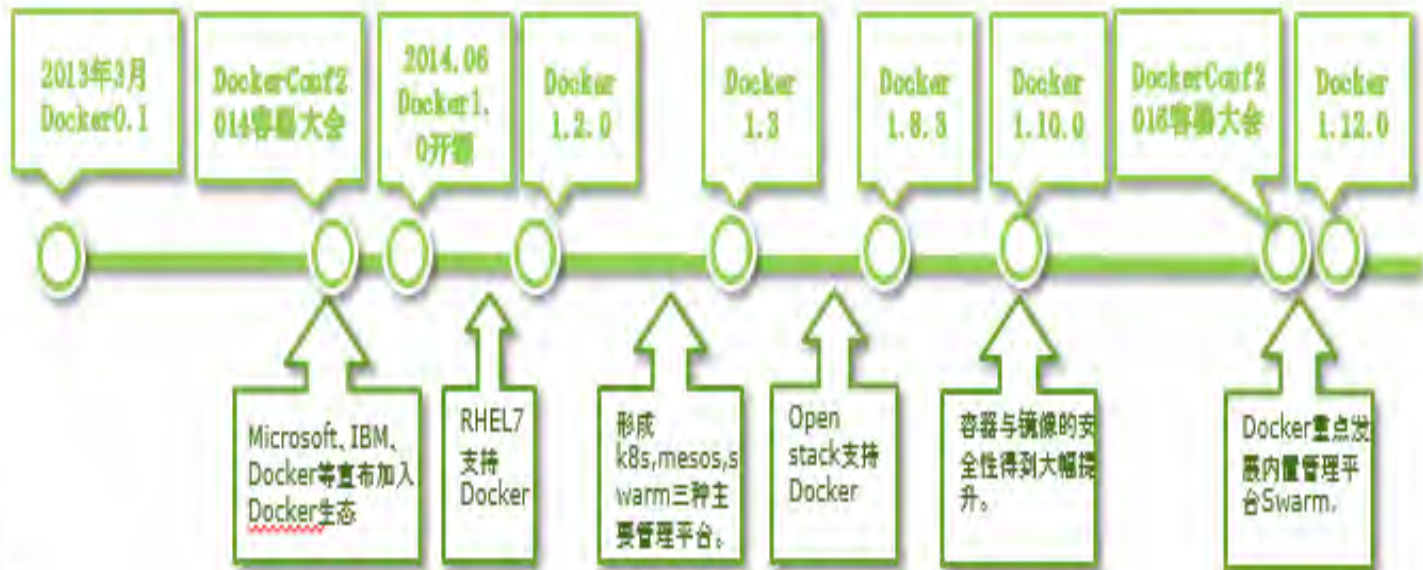 2013年3月
Docker0.1
DockerConf2
014容器大会
2014.06
Docker1.
0开源
Docker
1.2.0
Docker
1.3
Docker
1.8.3
Docker
1.10.0
DockerConf2
016容器大会
Docker
1.12.0
Microsoft、IBM、
Docker等宣布加入
Docker生态
RHEL7
支持
Docker
形成
k8s,mesos,s
warm三种主
要管理平台。
Open
stack支持
Docker
容器与镜像的安
全性得到大幅提
升。
Docker重点发
展内置管理平
台Swarm.